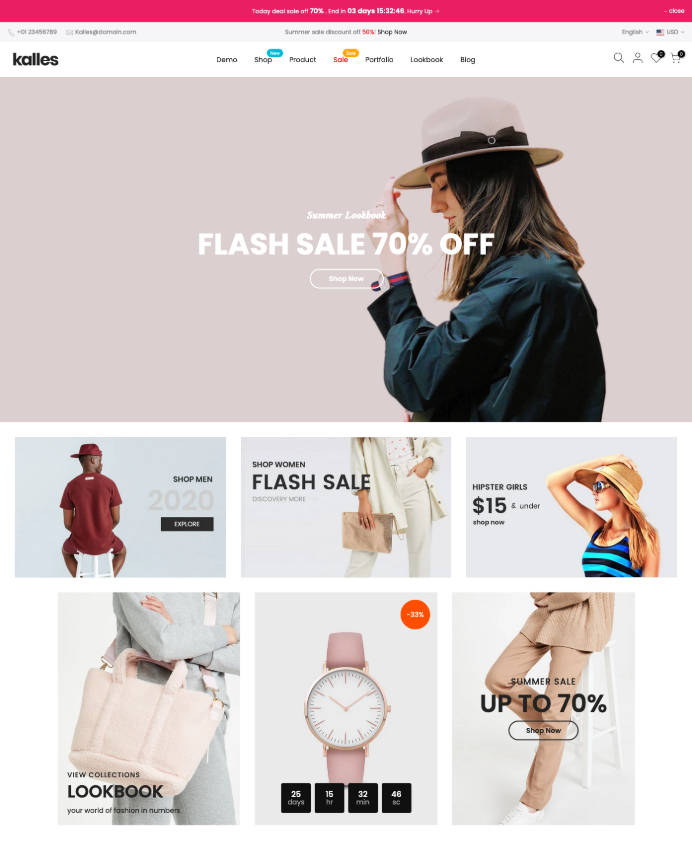 Today deal sale off 70% . End in 03 days 15:32:46. Hurry Up →
close
+01 23456789 Kalles@domain.com
Summer sale discount off 50%! Shop Now
English USD
kalles
Demo Shop Product Sale Portfolio Lookbook Blog
New
Sale
0 0
Summer Lookbook
FLASH SALE 70% OFF
Shop Now
SHOP MEN
2020
EXPLORE
SHOP WOMEN
FLASH SALE
DISCOVERY MORE
HIPSTER GIRLS
$15 & under
shop now
VIEW COLLECTIONS
LOOKBOOK
your world of fashion in numbers
-33%
25 15 32 46
days hr min sc
SUMMER SALE
UP TO 70%
Shop Now